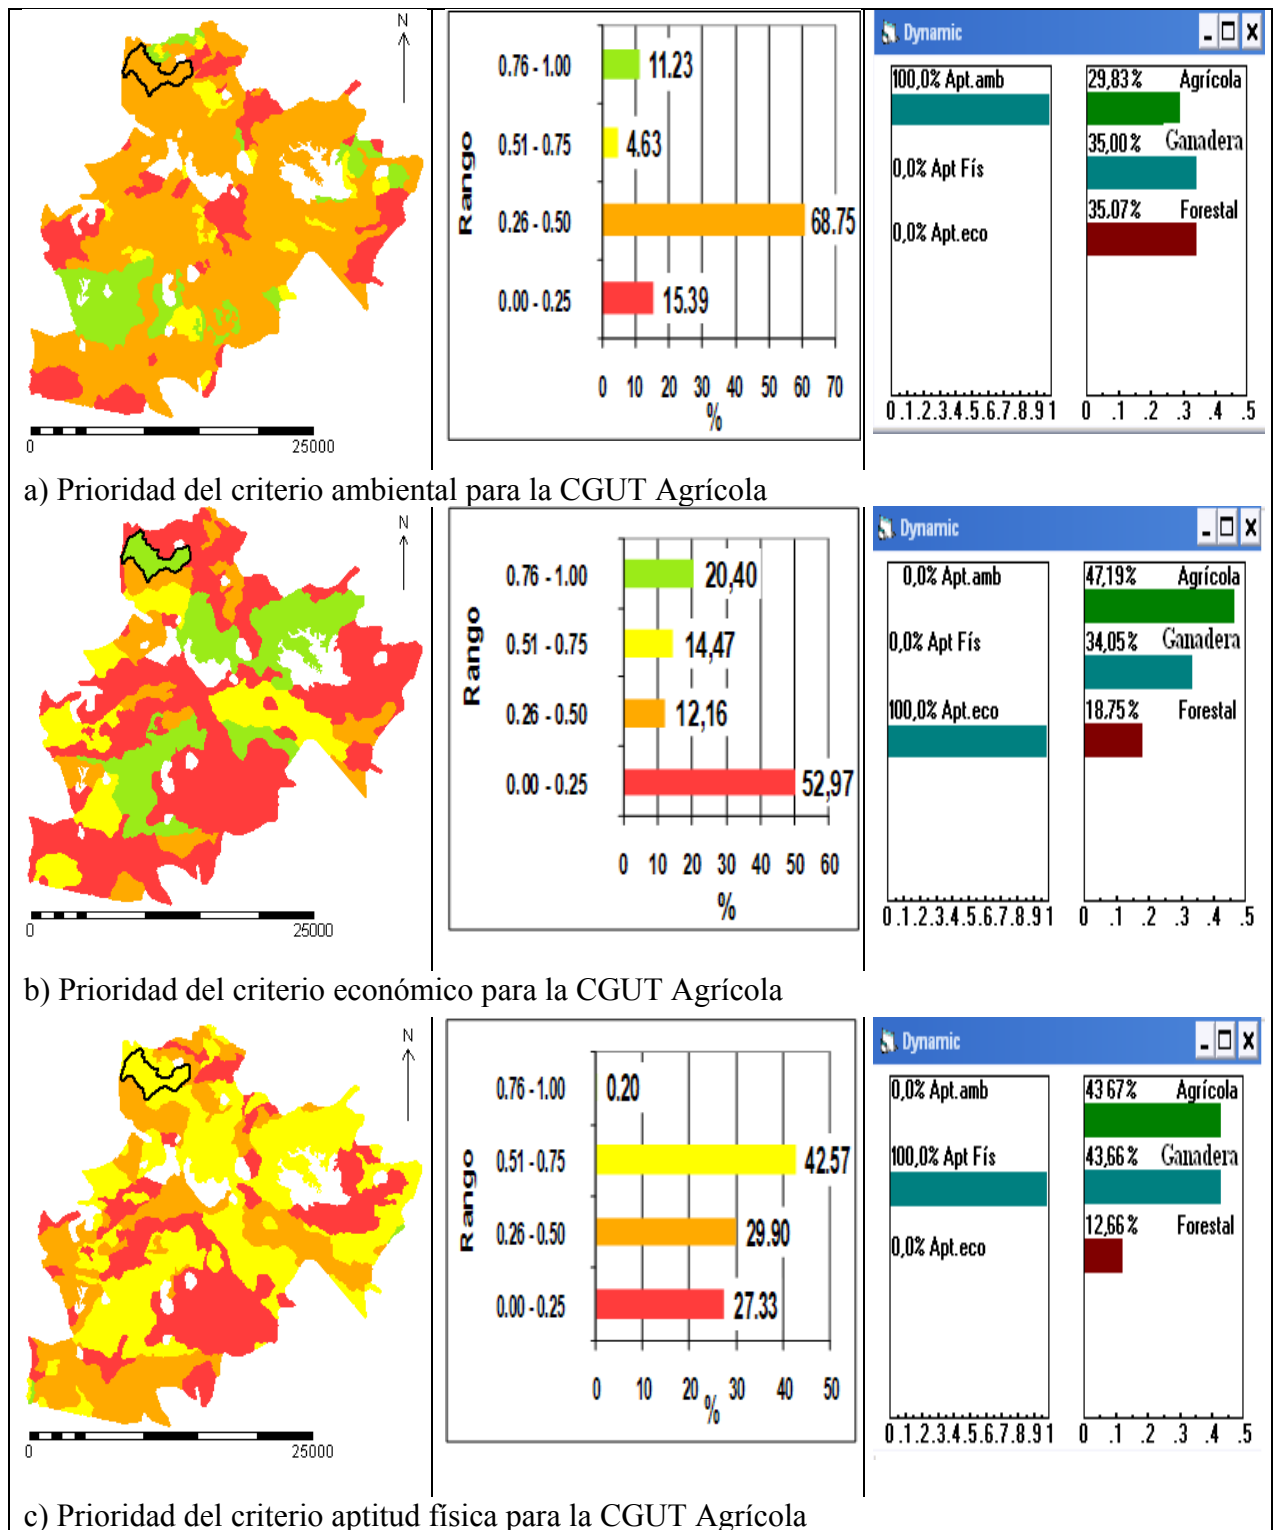 N
0 25000
Rango
0.76 - 1.00 11.23
0.51 - 0.75 4.63
0.26 - 0.50 68.75
0.00 - 0.25 15.39
0 10 20 30 40 50 60 70
%
Dynamic
100,0% Apt.amb
0,0% Apt Fís
0,0% Apt.eco
0 .1.2.3.4.5.6.7.8.9 1
29,83% Agrícola
35,00% Ganadera
35,07% Forestal
0 .1 .2 .3 .4 .5
a) Prioridad del criterio ambiental para la CGUT Agrícola
N
0 25000
Rango
0.76 - 1.00 20,40
0.51 - 0.75 14,47
0.26 - 0.50 12,16
0.00 - 0.25 52,97
0 10 20 30 40 50 60
%
Dynamic
0,0% Apt.amb
0,0% Apt Fís
100,0% Apt.eco
0 .1.2.3.4.5.6.7.8.9 1
47,19% Agrícola
34,05% Ganadera
18,75% Forestal
0 .1 .2 .3 .4 .5
b) Prioridad del criterio económico para la CGUT Agrícola
N
0 25000
Rango
0.76 - 1.00 0.20
0.51 - 0.75 42.57
0.26 - 0.50 29.90
0.00 - 0.25 27.33
0 10 20 30 40 50
%
Dynamic
0,0% Apt.amb
100,0% Apt Fís
0,0% Apt.eco
0 .1.2.3.4.5.6.7.8.9 1
43 67% Agrícola
43,66% Ganadera
12,66% Forestal
0 .1 .2 .3 .4 .5
c) Prioridad del criterio aptitud física para la CGUT Agrícola